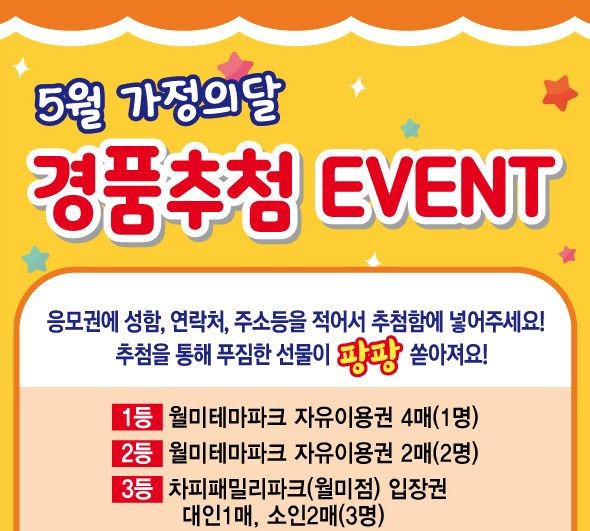 5월 가정의달
경품추첨 EVENT
응모권에 성함, 연락처, 주소등을 적어서 추첨함에 넣어주세요!
추첨을 통해 푸짐한 선물이 팡팡 쏟아져요!
1등 월미테마파크 자유이용권 4매(1명)
2등 월미테마파크 자유이용권 2매(2명)
3등 차피패밀리파크(월미점) 입장권
대인1매, 소인2매(3명)